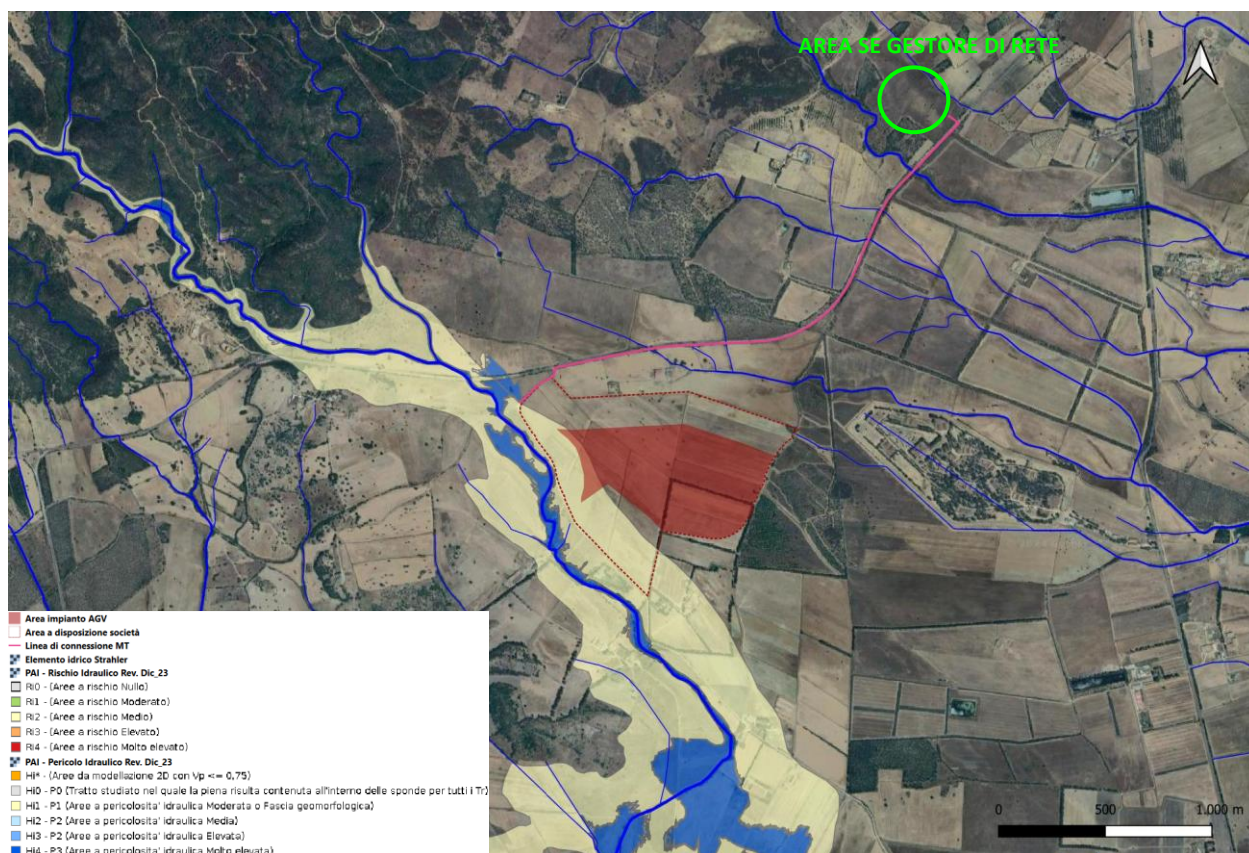 AREA SE GESTORE DI RETE
Area impianto AGV
Area a disposizione società
Linea di connessione MT
Elemento idrico Strahler
PAI - Rischio Idraulico Rev. Dic_23
Ri0 - (Aree a rischio Nullo)
Ri1 - (Aree a rischio Moderato)
Ri2 - (Aree a rischio Medio)
Ri3 - (Aree a rischio Elevato)
Ri4 - (Aree a rischio Molto elevato)
PAI - Pericolo Idraulico Rev. Dic_23
Hi* - (Aree da modellazione 2D con Vp <= 0,75)
Hi0 - P0 (Tratto studiato nel quale la piena risulta contenuta all'interno delle sponde per tutti i Tr)
Hi1 - P1 (Aree a pericolosita' idraulica Moderata o Fascia geomorfologica)
Hi2 - P2 (Aree a pericolosita' idraulica Media)
Hi3 - P2 (Aree a pericolosita' idraulica Elevata)
Hi4 - P3 (Aree a pericolosita' idraulica Molto elevata)
0 500 1.000 m